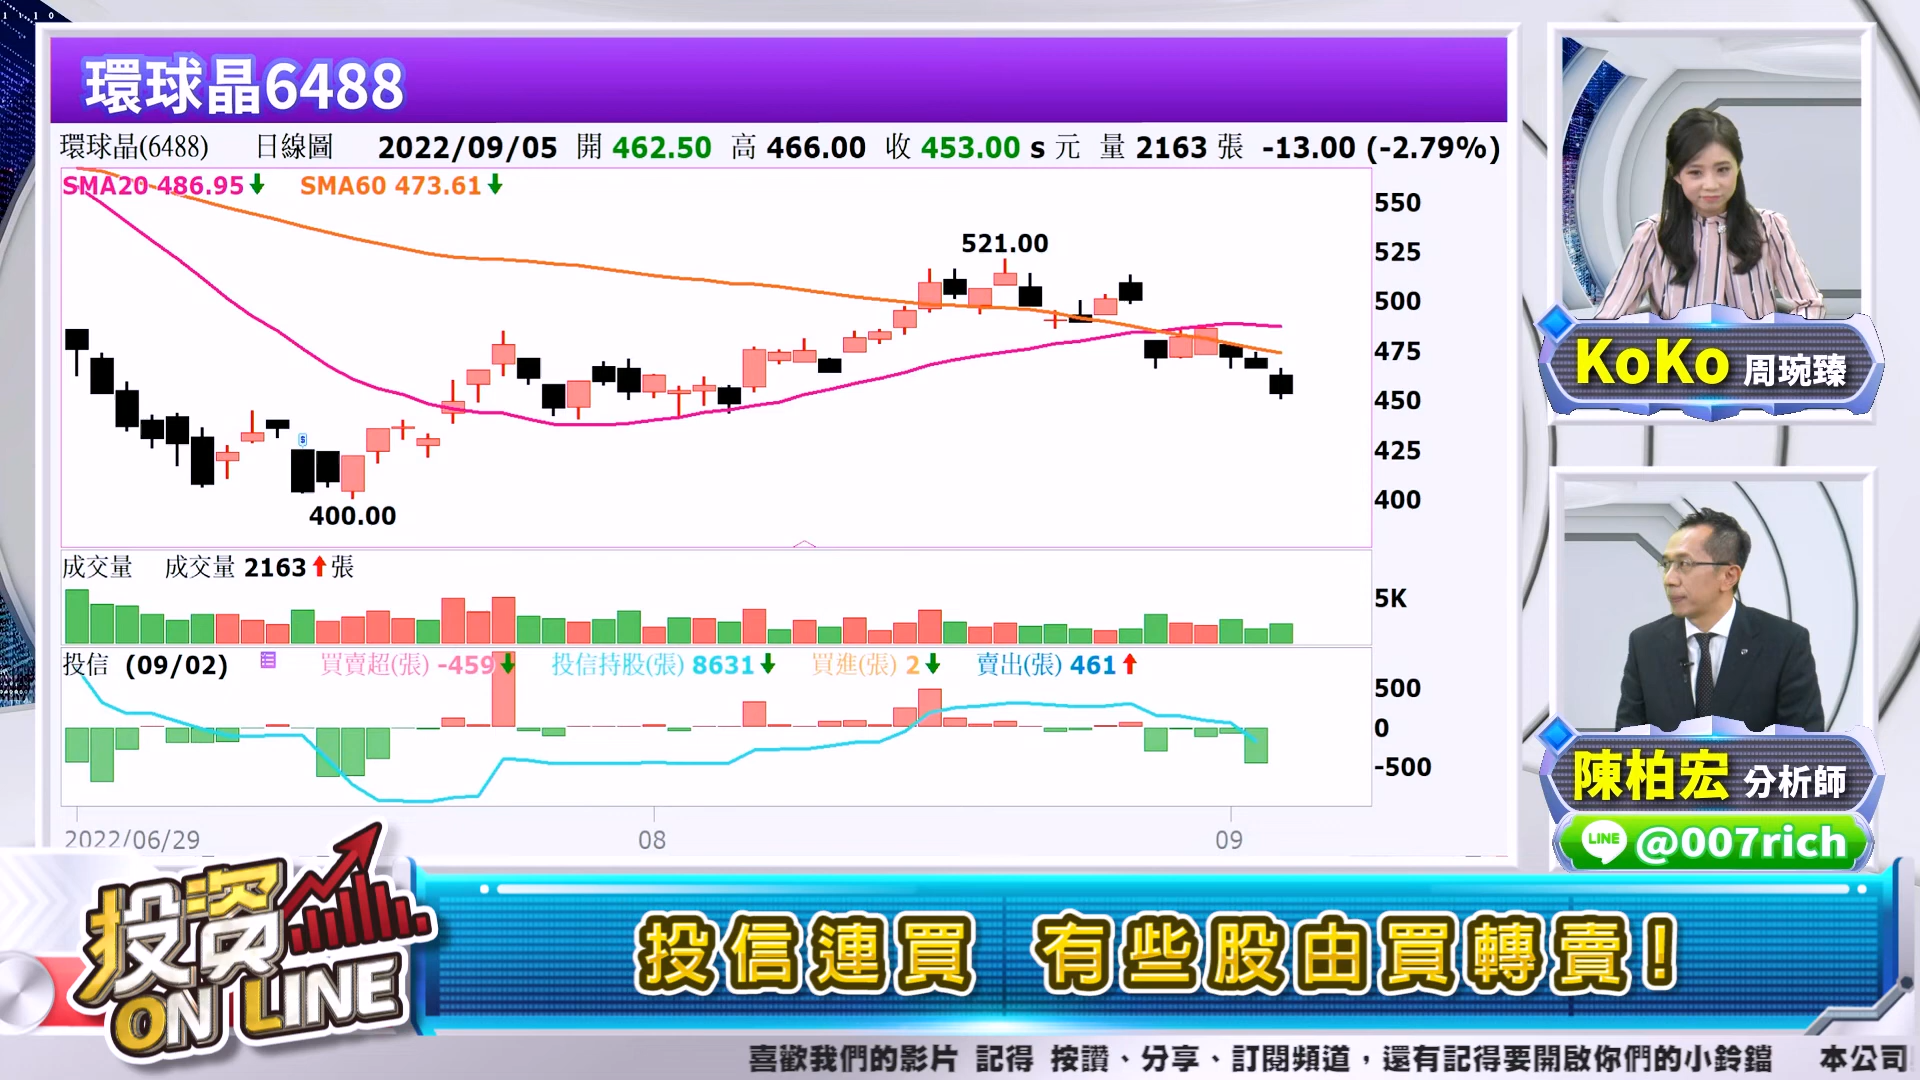 環球晶6488
環球晶(6488) 日線圖 2022/09/05 開 462.50 高 466.00 收 453.00 s 元 量 2163 張 -13.00 (-2.79%)
SMA20 486.95↓ SMA60 473.61↓
550
525
521.00
500
475
450
425
400
400.00
成交量 成交量 2163↑張
5K
投信 (09/02) 買賣超(張) -459↓ 投信持股(張) 8631↓ 買進(張) 2↓ 賣出(張) 461↑
500
0
-500
2022/06/29 08 09
KoKo 周琬臻
陳柏宏 分析師
LINE @007rich
投資
ON LINE
投信連買 有些股由買轉賣!
喜歡我們的影片 記得 按讚、分享、訂閱頻道,還有記得要開啟你們的小鈴鐺 本公司